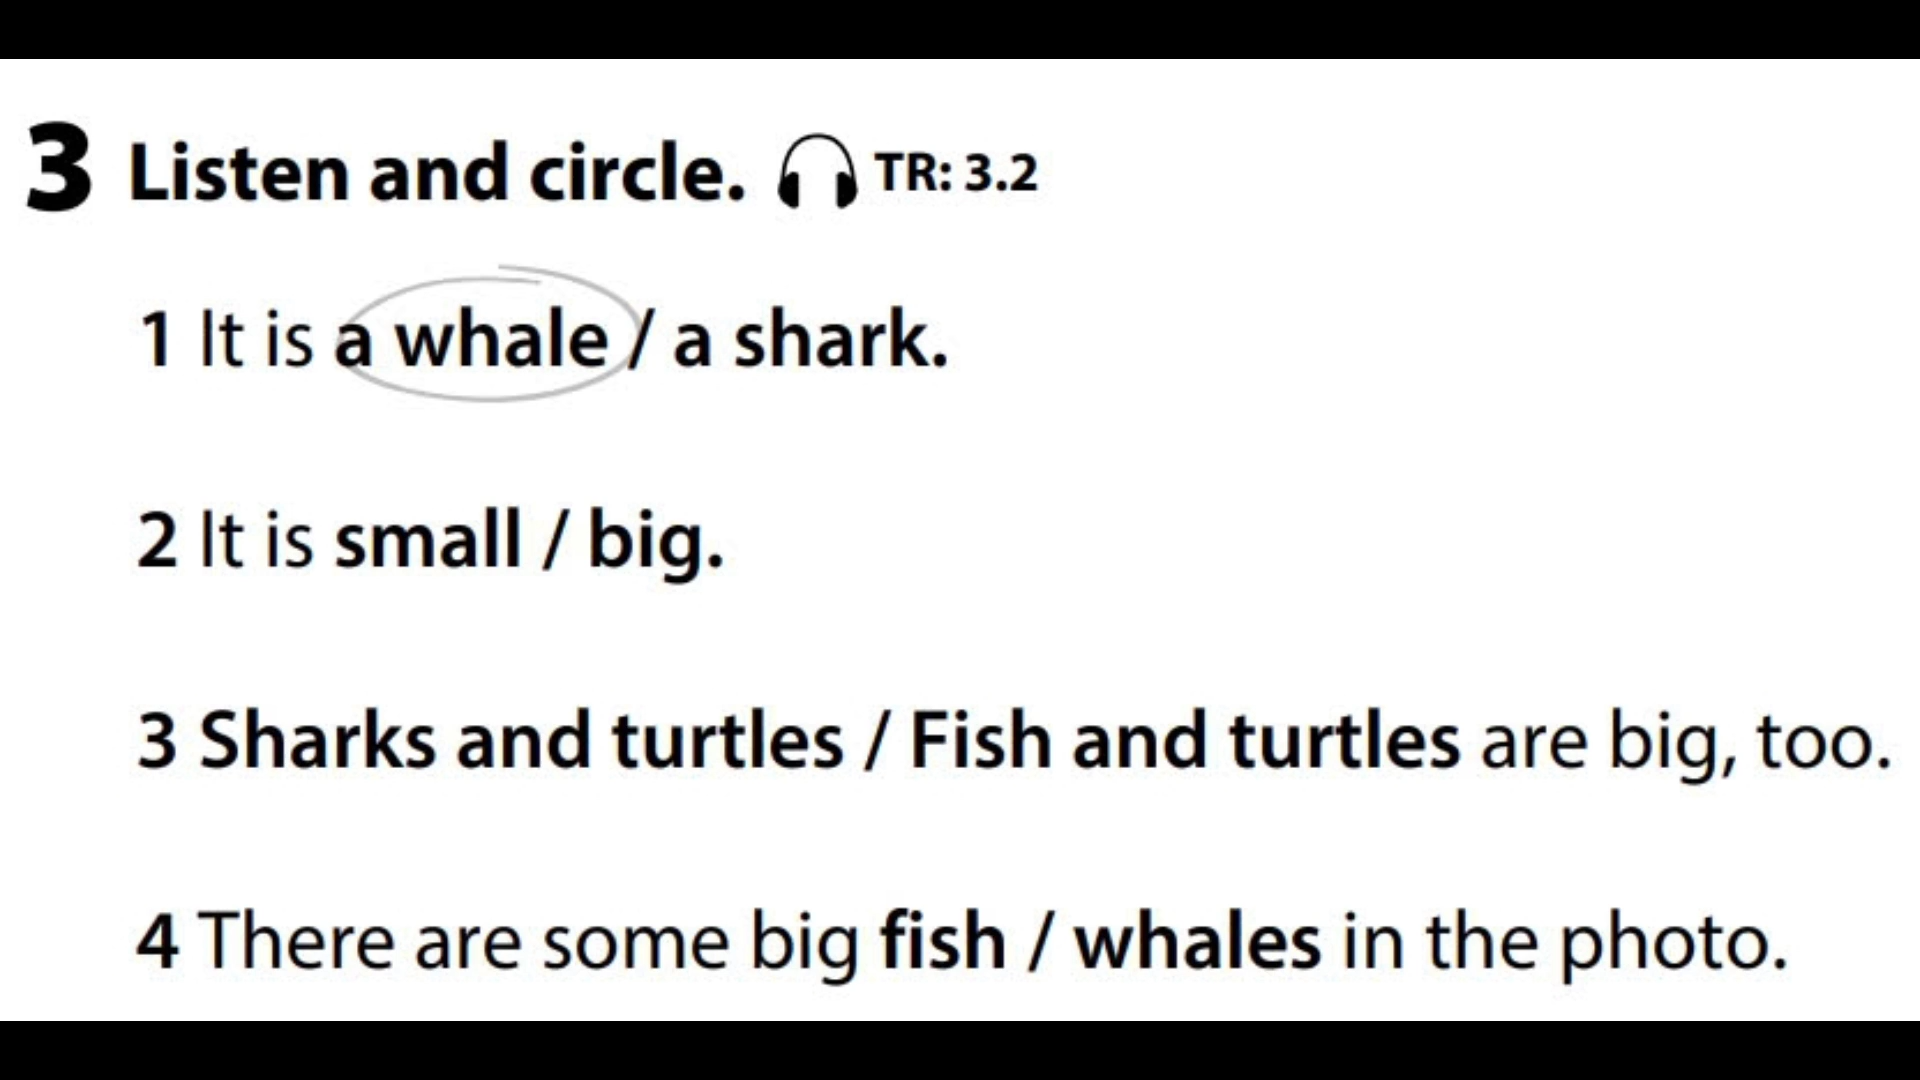 3 Listen and circle. TR: 3.2
1 It is a whale / a shark.
2 It is small / big.
3 Sharks and turtles / Fish and turtles are big, too.
4 There are some big fish / whales in the photo.